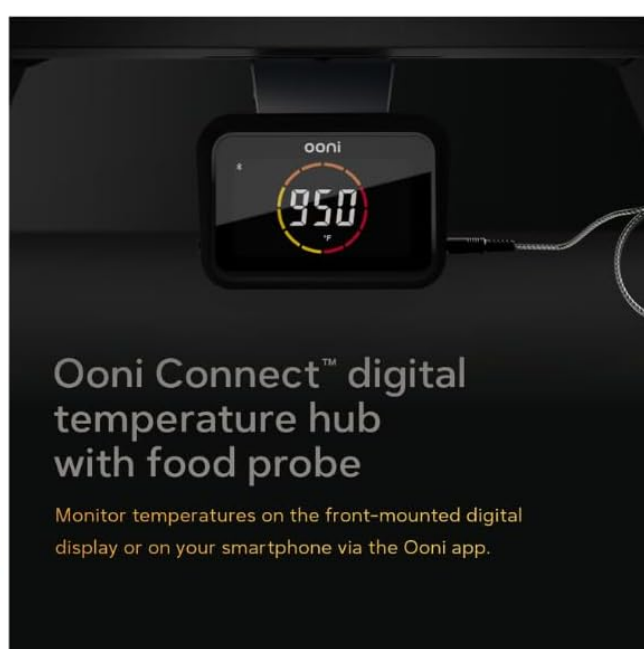 ooni
950
°F
Ooni Connect™ digital
temperature hub
with food probe
Monitor temperatures on the front-mounted digital
display or on your smartphone via the Ooni app.